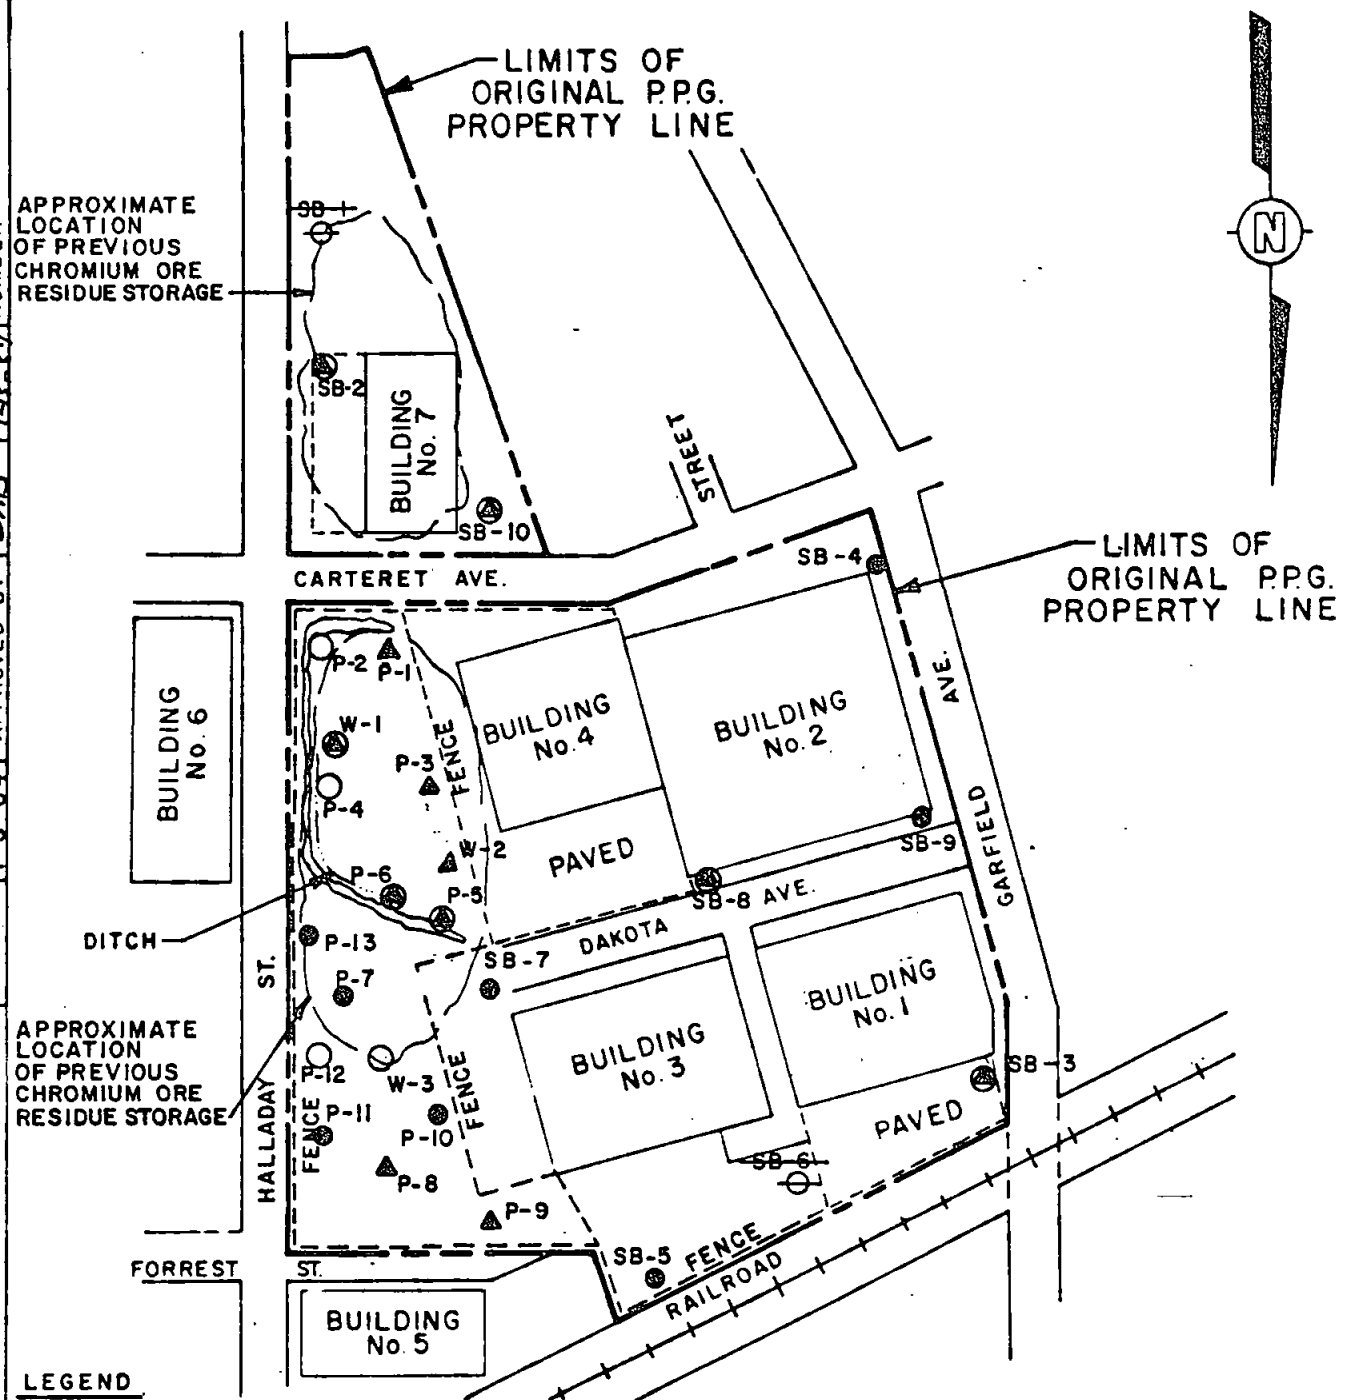 LIMITS OF
ORIGINAL P.P.G.
PROPERTY LINE
N
APPROXIMATE
LOCATION
OF PREVIOUS
CHROMIUM ORE
RESIDUE STORAGE
SB-1
SB-2
BUILDING
No. 7
SB-10
STREET
CARTERET AVE.
SB-4
LIMITS OF
ORIGINAL P.P.G.
PROPERTY LINE
BUILDING
No. 6
P-2
P-1
W-1
P-3
FENCE
P-4
BUILDING
No. 4
BUILDING
No. 2
AVE.
GARFIELD
W-2
PAVED
SB-9
P-6
P-5
SB-8
AVE.
DAKOTA
DITCH
P-13
SB-7
P-7
ST.
HALLADAY
APPROXIMATE
LOCATION
OF PREVIOUS
CHROMIUM ORE
RESIDUE STORAGE
BUILDING
No. 1
BUILDING
No. 3
P-12
W-3
FENCE
SB-3
P-11
FENCE
P-10
PAVED
P-8
SB-6
P-9
SB-5
FENCE
RAILROAD
FORREST ST.
BUILDING
No. 5
LEGEND